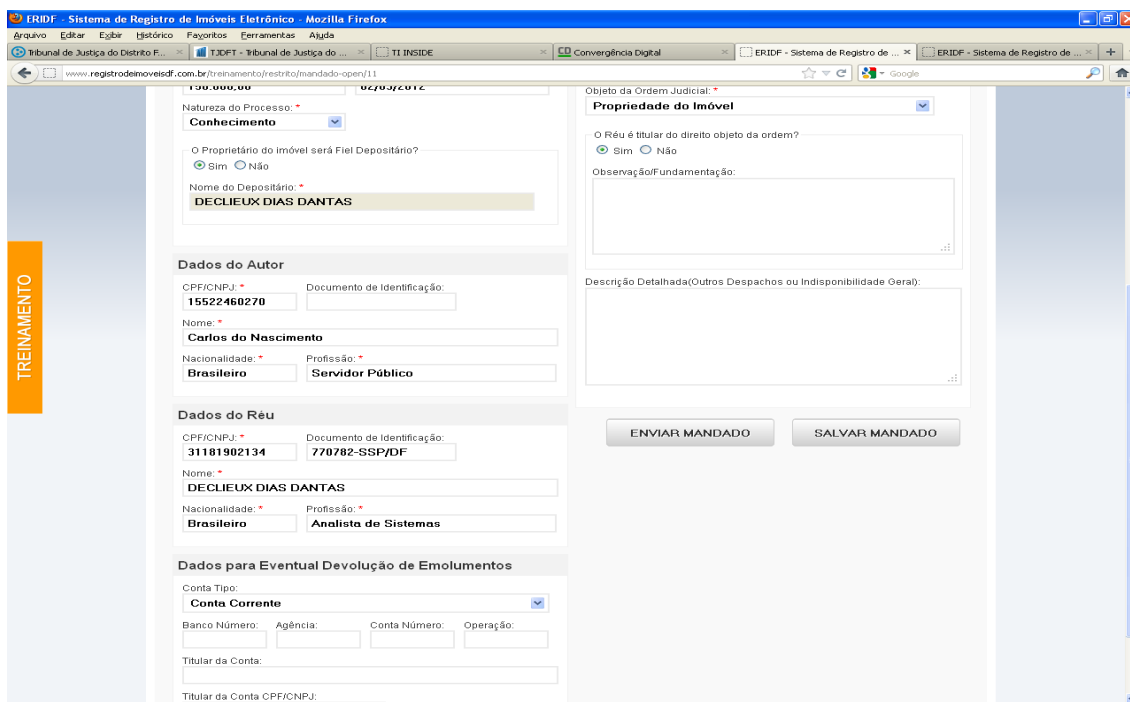 ERIDF - Sistema de Registro de Imóveis Eletrônico - Mozilla Firefox
Arquivo Editar Exibir Histórico Favoritos Ferramentas Ajuda
Tribunal de Justiça do Distrito F... × TJDFT - Tribunal de Justiça do ... × TI INSIDE × CD Convergência Digital × ERIDF - Sistema de Registro de ... × ERIDF - Sistema de Registro de ... × +
www.registrodeimoveisdf.com.br/treinamento/restrito/mandado-open/11 Google
TREINAMENTO
Natureza do Processo: *
Conhecimento
O Proprietário do imóvel será Fiel Depositário?
Sim Não
Nome do Depositário: *
DECLIEUX DIAS DANTAS
Dados do Autor
CPF/CNPJ: * Documento de Identificação:
15522460270
Nome: *
Carlos do Nascimento
Nacionalidade: * Profissão: *
Brasileiro Servidor Público
Dados do Réu
CPF/CNPJ: * Documento de Identificação:
31181902134 770782-SSP/DF
Nome: *
DECLIEUX DIAS DANTAS
Nacionalidade: * Profissão: *
Brasileiro Analista de Sistemas
Dados para Eventual Devolução de Emolumentos
Conta Tipo:
Conta Corrente
Banco Número: Agência: Conta Número: Operação:
Titular da Conta:
Titular da Conta CPF/CNPJ:
Objeto da Ordem Judicial: *
Propriedade do Imóvel
O Réu é titular do direito objeto da ordem?
Sim Não
Observação/Fundamentação:
Descrição Detalhada(Outros Despachos ou Indisponibilidade Geral):
ENVIAR MANDADO SALVAR MANDADO